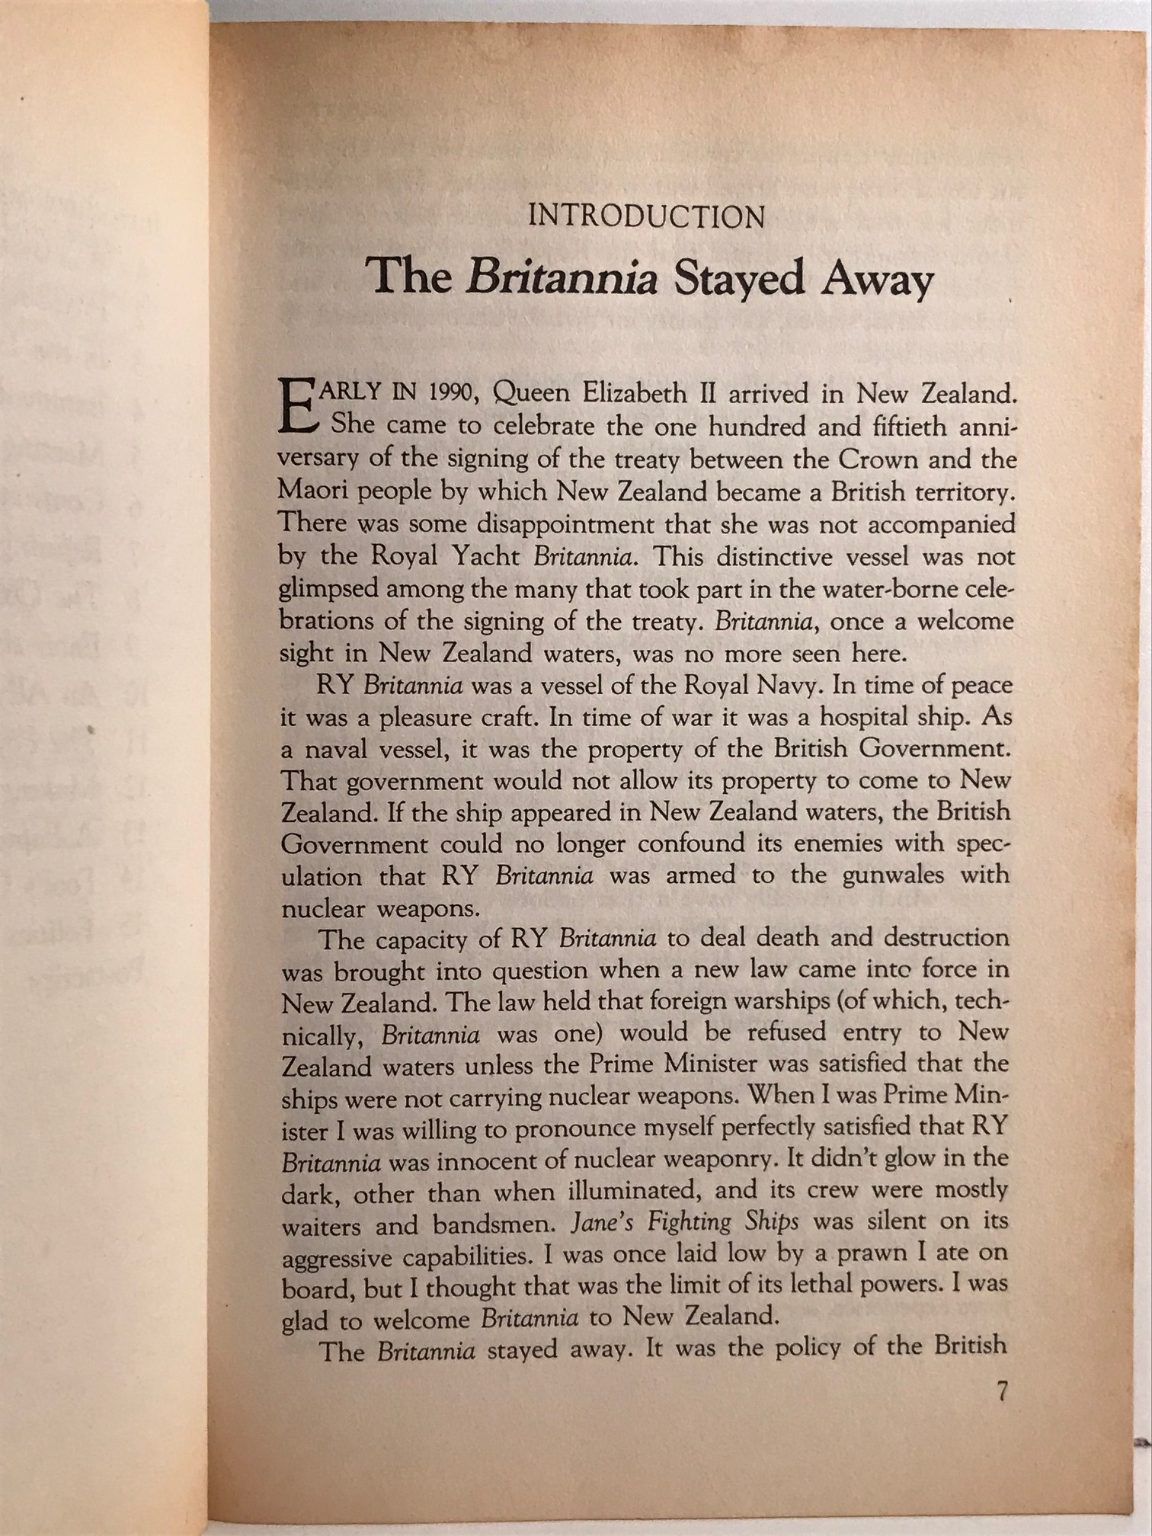 INTRODUCTION
The Britannia Stayed Away
EARLY IN 1990, Queen Elizabeth II arrived in New Zealand.
She came to celebrate the one hundred and fiftieth anni-
versary of the signing of the treaty between the Crown and the
Maori people by which New Zealand became a British territory.
There was some disappointment that she was not accompanied
by the Royal Yacht Britannia. This distinctive vessel was not
glimpsed among the many that took part in the water-borne cele-
brations of the signing of the treaty. Britannia, once a welcome
sight in New Zealand waters, was no more seen here.
RY Britannia was a vessel of the Royal Navy. In time of peace
it was a pleasure craft. In time of war it was a hospital ship. As
a naval vessel, it was the property of the British Government.
That government would not allow its property to come to New
Zealand. If the ship appeared in New Zealand waters, the British
Government could no longer confound its enemies with spec-
ulation that RY Britannia was armed to the gunwales with
nuclear weapons.
The capacity of RY Britannia to deal death and destruction
was brought into question when a new law came into force in
New Zealand. The law held that foreign warships (of which, tech-
nically, Britannia was one) would be refused entry to New
Zealand waters unless the Prime Minister was satisfied that the
ships were not carrying nuclear weapons. When I was Prime Min-
ister I was willing to pronounce myself perfectly satisfied that RY
Britannia was innocent of nuclear weaponry. It didn't glow in the
dark, other than when illuminated, and its crew were mostly
waiters and bandsmen. Jane's Fighting Ships was silent on its
aggressive capabilities. I was once laid low by a prawn I ate on
board, but I thought that was the limit of its lethal powers. I was
glad to welcome Britannia to New Zealand.
The Britannia stayed away. It was the policy of the British
7